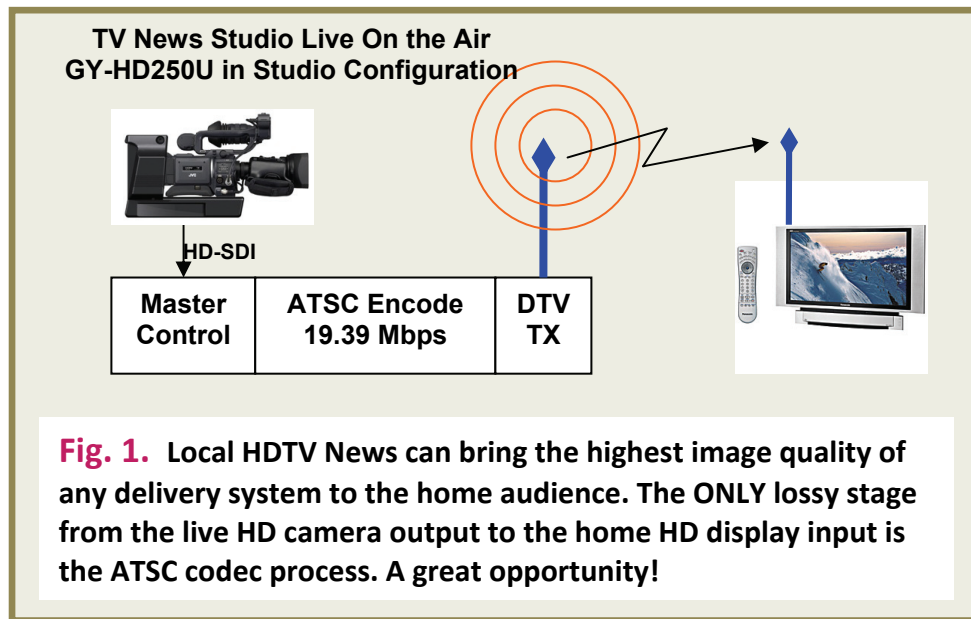 TV News Studio Live On the Air
GY-HD250U in Studio Configuration
JVC
HD-SDI
Master
Control
ATSC Encode
19.39 Mbps
DTV
TX
Fig. 1. Local HDTV News can bring the highest image quality of
any delivery system to the home audience. The ONLY lossy stage
from the live HD camera output to the home HD display input is
the ATSC codec process. A great opportunity!